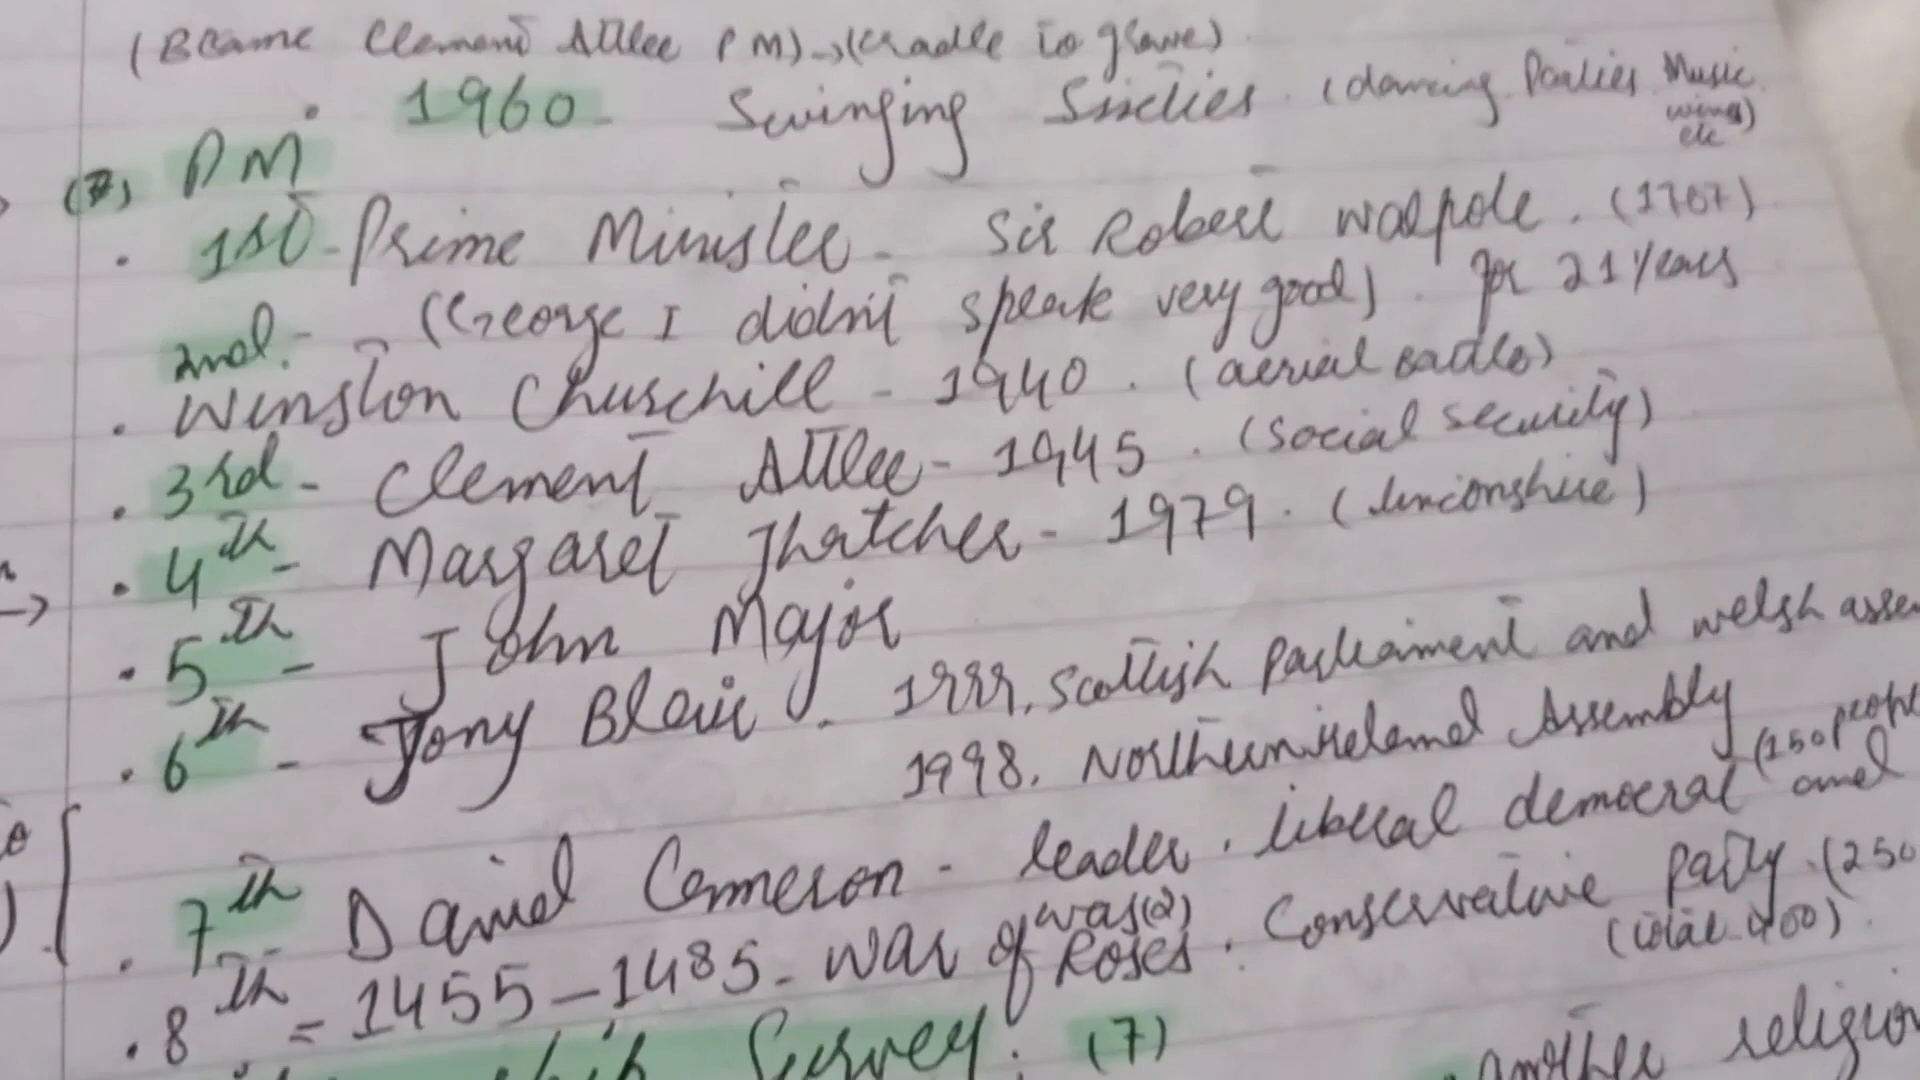 (Became Clement Attlee PM) → (cradle to grave)
1960 - Swinging Sixties. (dancing Parties Music
etc
(7) PM
1st - Prime Minister - Sir Robert Walpole. (1707)
(George I didn't speak very good) for 21 years
2nd. -
Winston Churchill - 1940. (aerial battle)
3rd - Clement Attlee - 1945. (Social security)
4th - Margaret Thatcher - 1979. (linconshire)
5th - John Major
6th - Tony Blair - 1999. Scottish Parliament and welsh asse
1998. Northern Ireland Assembly
(150 people
7th Daniel Cameron - leader. liberal democrat and
Conservative Party. (250
(total 400)
8th = 1455-1485 - War of Roses.
was(2)
Survey: (7)
another religion